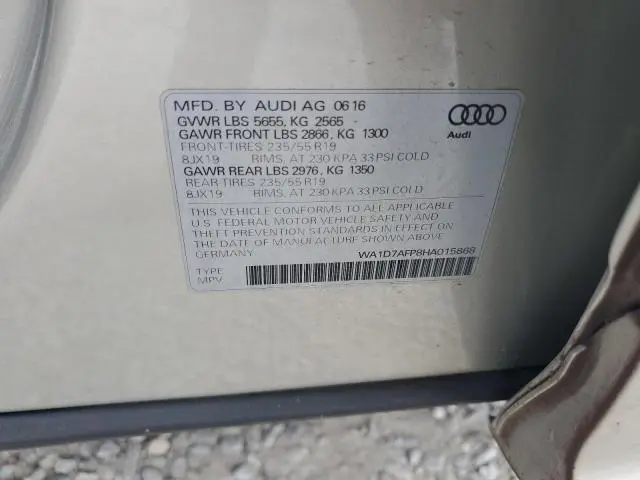 MFD. BY AUDI AG 06 16
GVWR LBS 5655, KG 2565 -
GAWR FRONT LBS 2866, KG 1300
FRONT-TIRES 235/55 R19
8JX19 RIMS, AT 230 KPA 33 PSI COLD
GAWR REAR LBS 2976, KG 1350
REAR-TIRES 235/55 R19
8JX19 RIMS, AT 230 KPA 33 PSI COLD
Audi
THIS VEHICLE CONFORMS TO ALL APPLICABLE
U.S. FEDERAL MOTOR VEHICLE SAFETY AND
THEFT PREVENTION STANDARDS IN EFFECT ON
THE DATE OF MANUFACTURE SHOWN ABOVE
GERMANY
WA1D7AFP8HA015868
TYPE
MPV